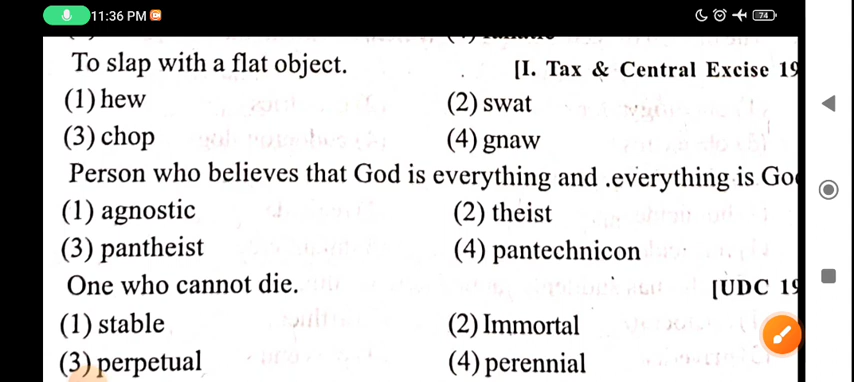 11:36 PM
74
To slap with a flat object. [I. Tax & Central Excise 19
(1) hew (2) swat
(3) chop (4) gnaw
Person who believes that God is everything and .everything is Go
(1) agnostic (2) theist
(3) pantheist (4) pantechnicon
One who cannot die. [UDC 19
(1) stable (2) Immortal
(3) perpetual (4) perennial